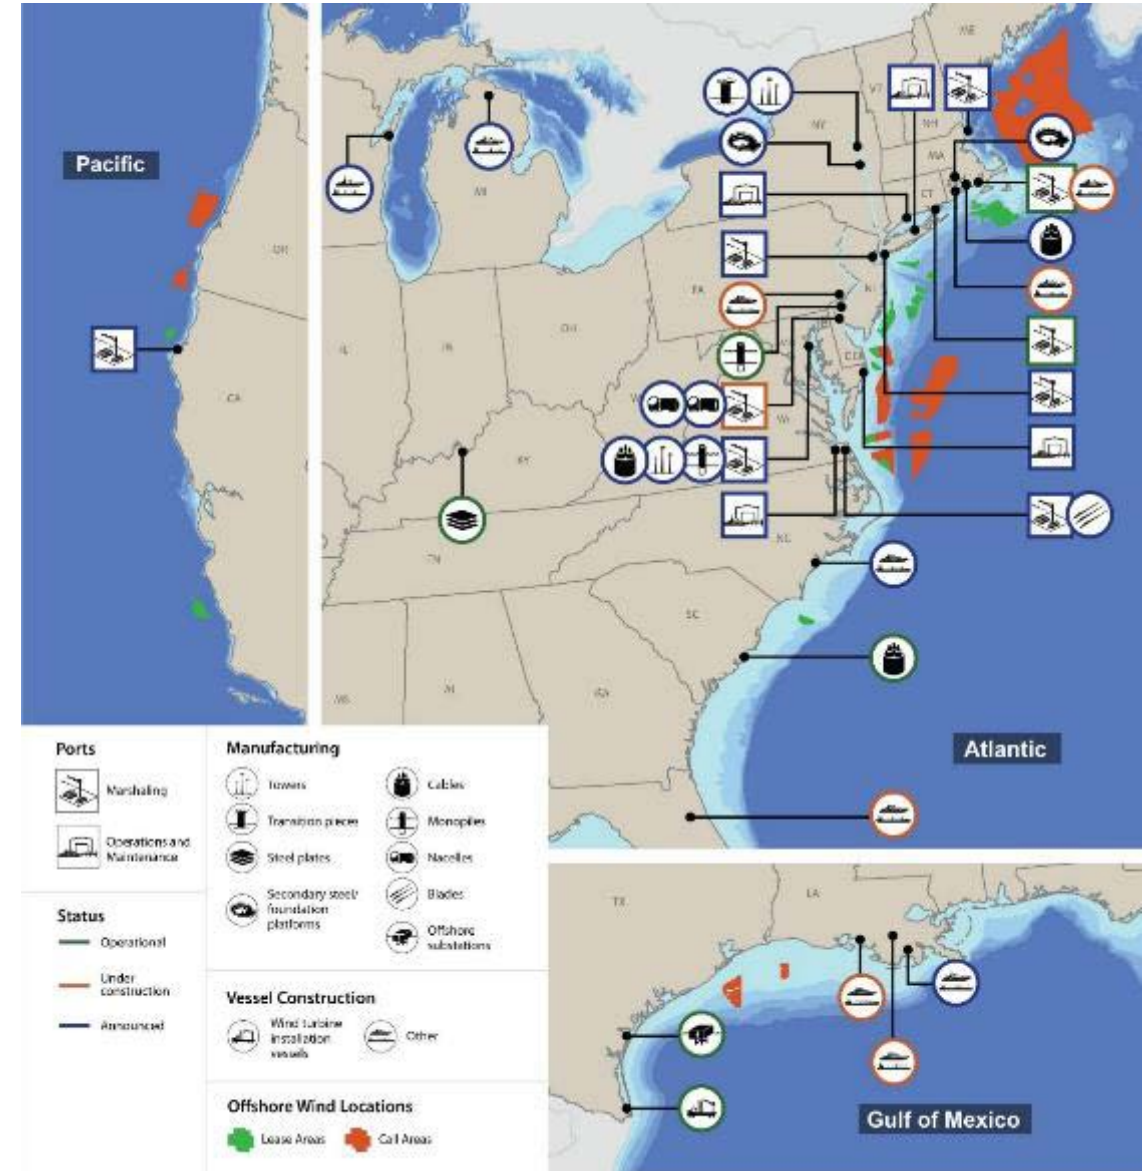 Pacific
OR
CA
MI
IL
IN
OH
KY
TN
MS
AL
GA
SC
NC
VA
PA
NJ
NY
VT
NH
ME
MA
CT
Atlantic
TX
LA
Gulf of Mexico
Ports
Marshaling
Operations and
Maintenance
Status
Operational
Under
construction
Announced
Manufacturing
Towers
Transition pieces
Steel plates
Secondary steel/
foundation
platforms
Cables
Monopiles
Nacelles
Blades
Offshore
substations
Vessel Construction
Wind turbine
installation
vessels
Other
Offshore Wind Locations
Lease Areas
Call Areas